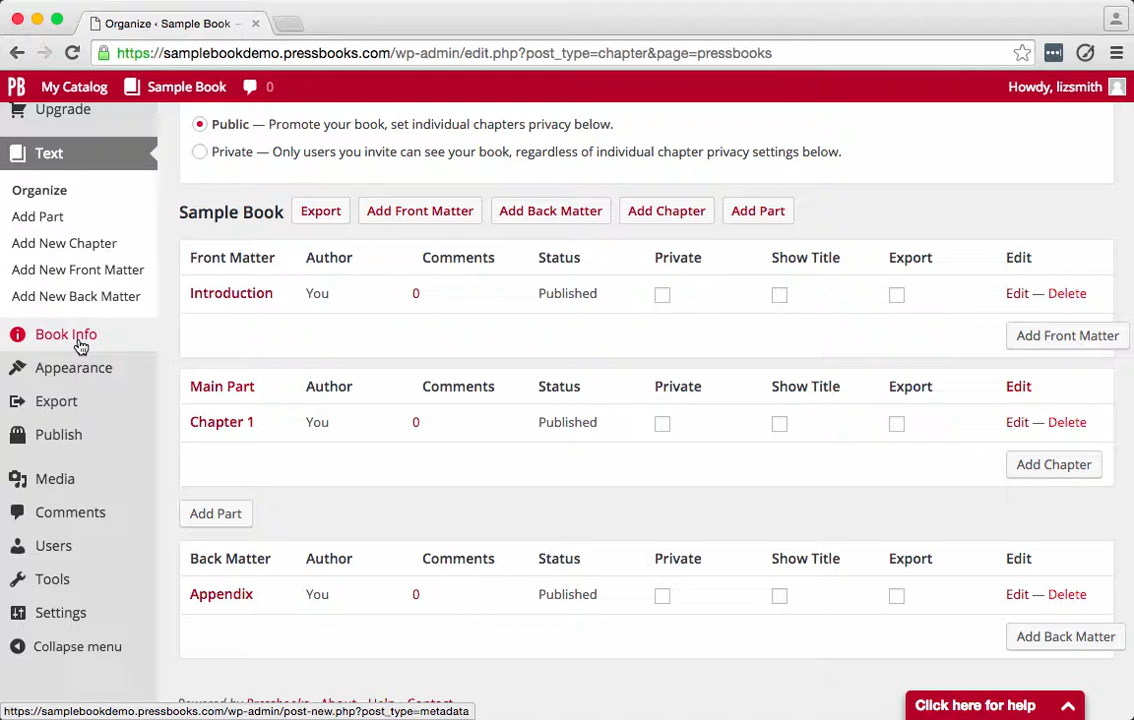 Organize ‹ Sample Book
https://samplebookdemo.pressbooks.com/wp-admin/edit.php?post_type=chapter&page=pressbooks
PB My Catalog Sample Book 0 Howdy, lizsmith
Upgrade
Text
Organize
Add Part
Add New Chapter
Add New Front Matter
Add New Back Matter
Book Info
Appearance
Export
Publish
Media
Comments
Users
Tools
Settings
Collapse menu
Public — Promote your book, set individual chapters privacy below.
Private — Only users you invite can see your book, regardless of individual chapter privacy settings below.
Sample Book Export Add Front Matter Add Back Matter Add Chapter Add Part
Front Matter Author Comments Status Private Show Title Export Edit
Introduction You 0 Published Edit — Delete
Add Front Matter
Main Part Author Comments Status Private Show Title Export Edit
Chapter 1 You 0 Published Edit — Delete
Add Chapter
Add Part
Back Matter Author Comments Status Private Show Title Export Edit
Appendix You 0 Published Edit — Delete
Add Back Matter
Powered by Pressbooks About Help Contact
https://samplebookdemo.pressbooks.com/wp-admin/post-new.php?post_type=metadata
Click here for help